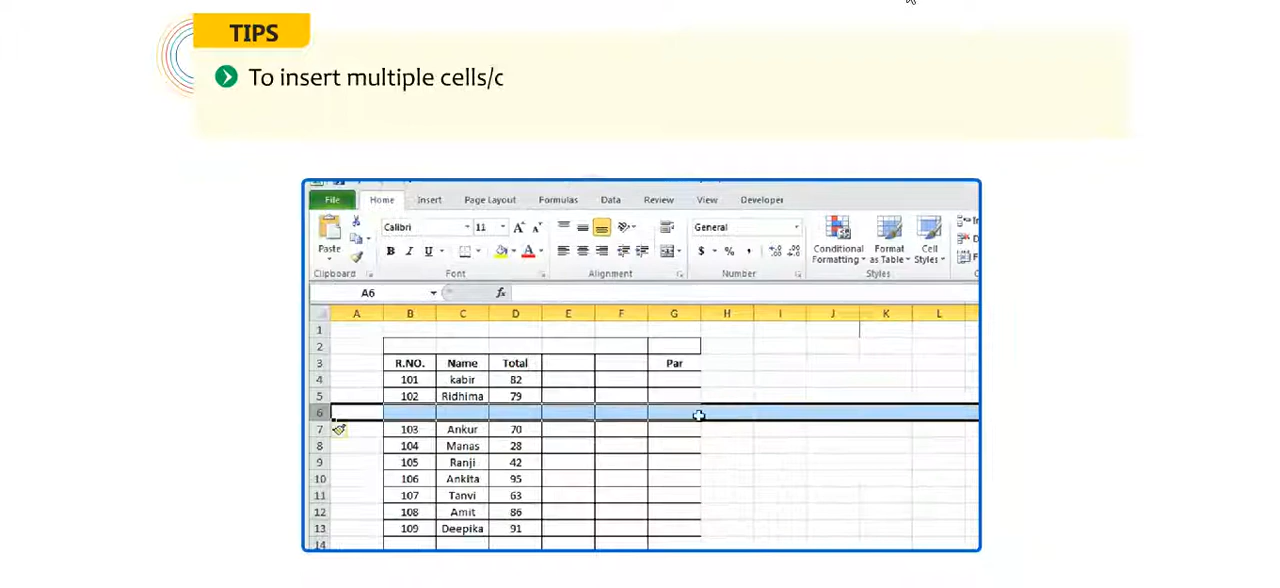 TIPS
To insert multiple cells/c
File Home Insert Page Layout Formulas Data Review View Developer
Calibri 11 A A General
Paste B I U A $ % , Conditional Formatting Format as Table Cell Styles
Clipboard Font Alignment Number Styles
A6 fx
A B C D E F G H I J K L
1
2
3 R.NO. Name Total Par
4 101 kabir 82
5 102 Ridhima 79
6
7 103 Ankur 70
8 104 Manas 28
9 105 Ranji 42
10 106 Ankita 95
11 107 Tanvi 63
12 108 Amit 86
13 109 Deepika 91
14